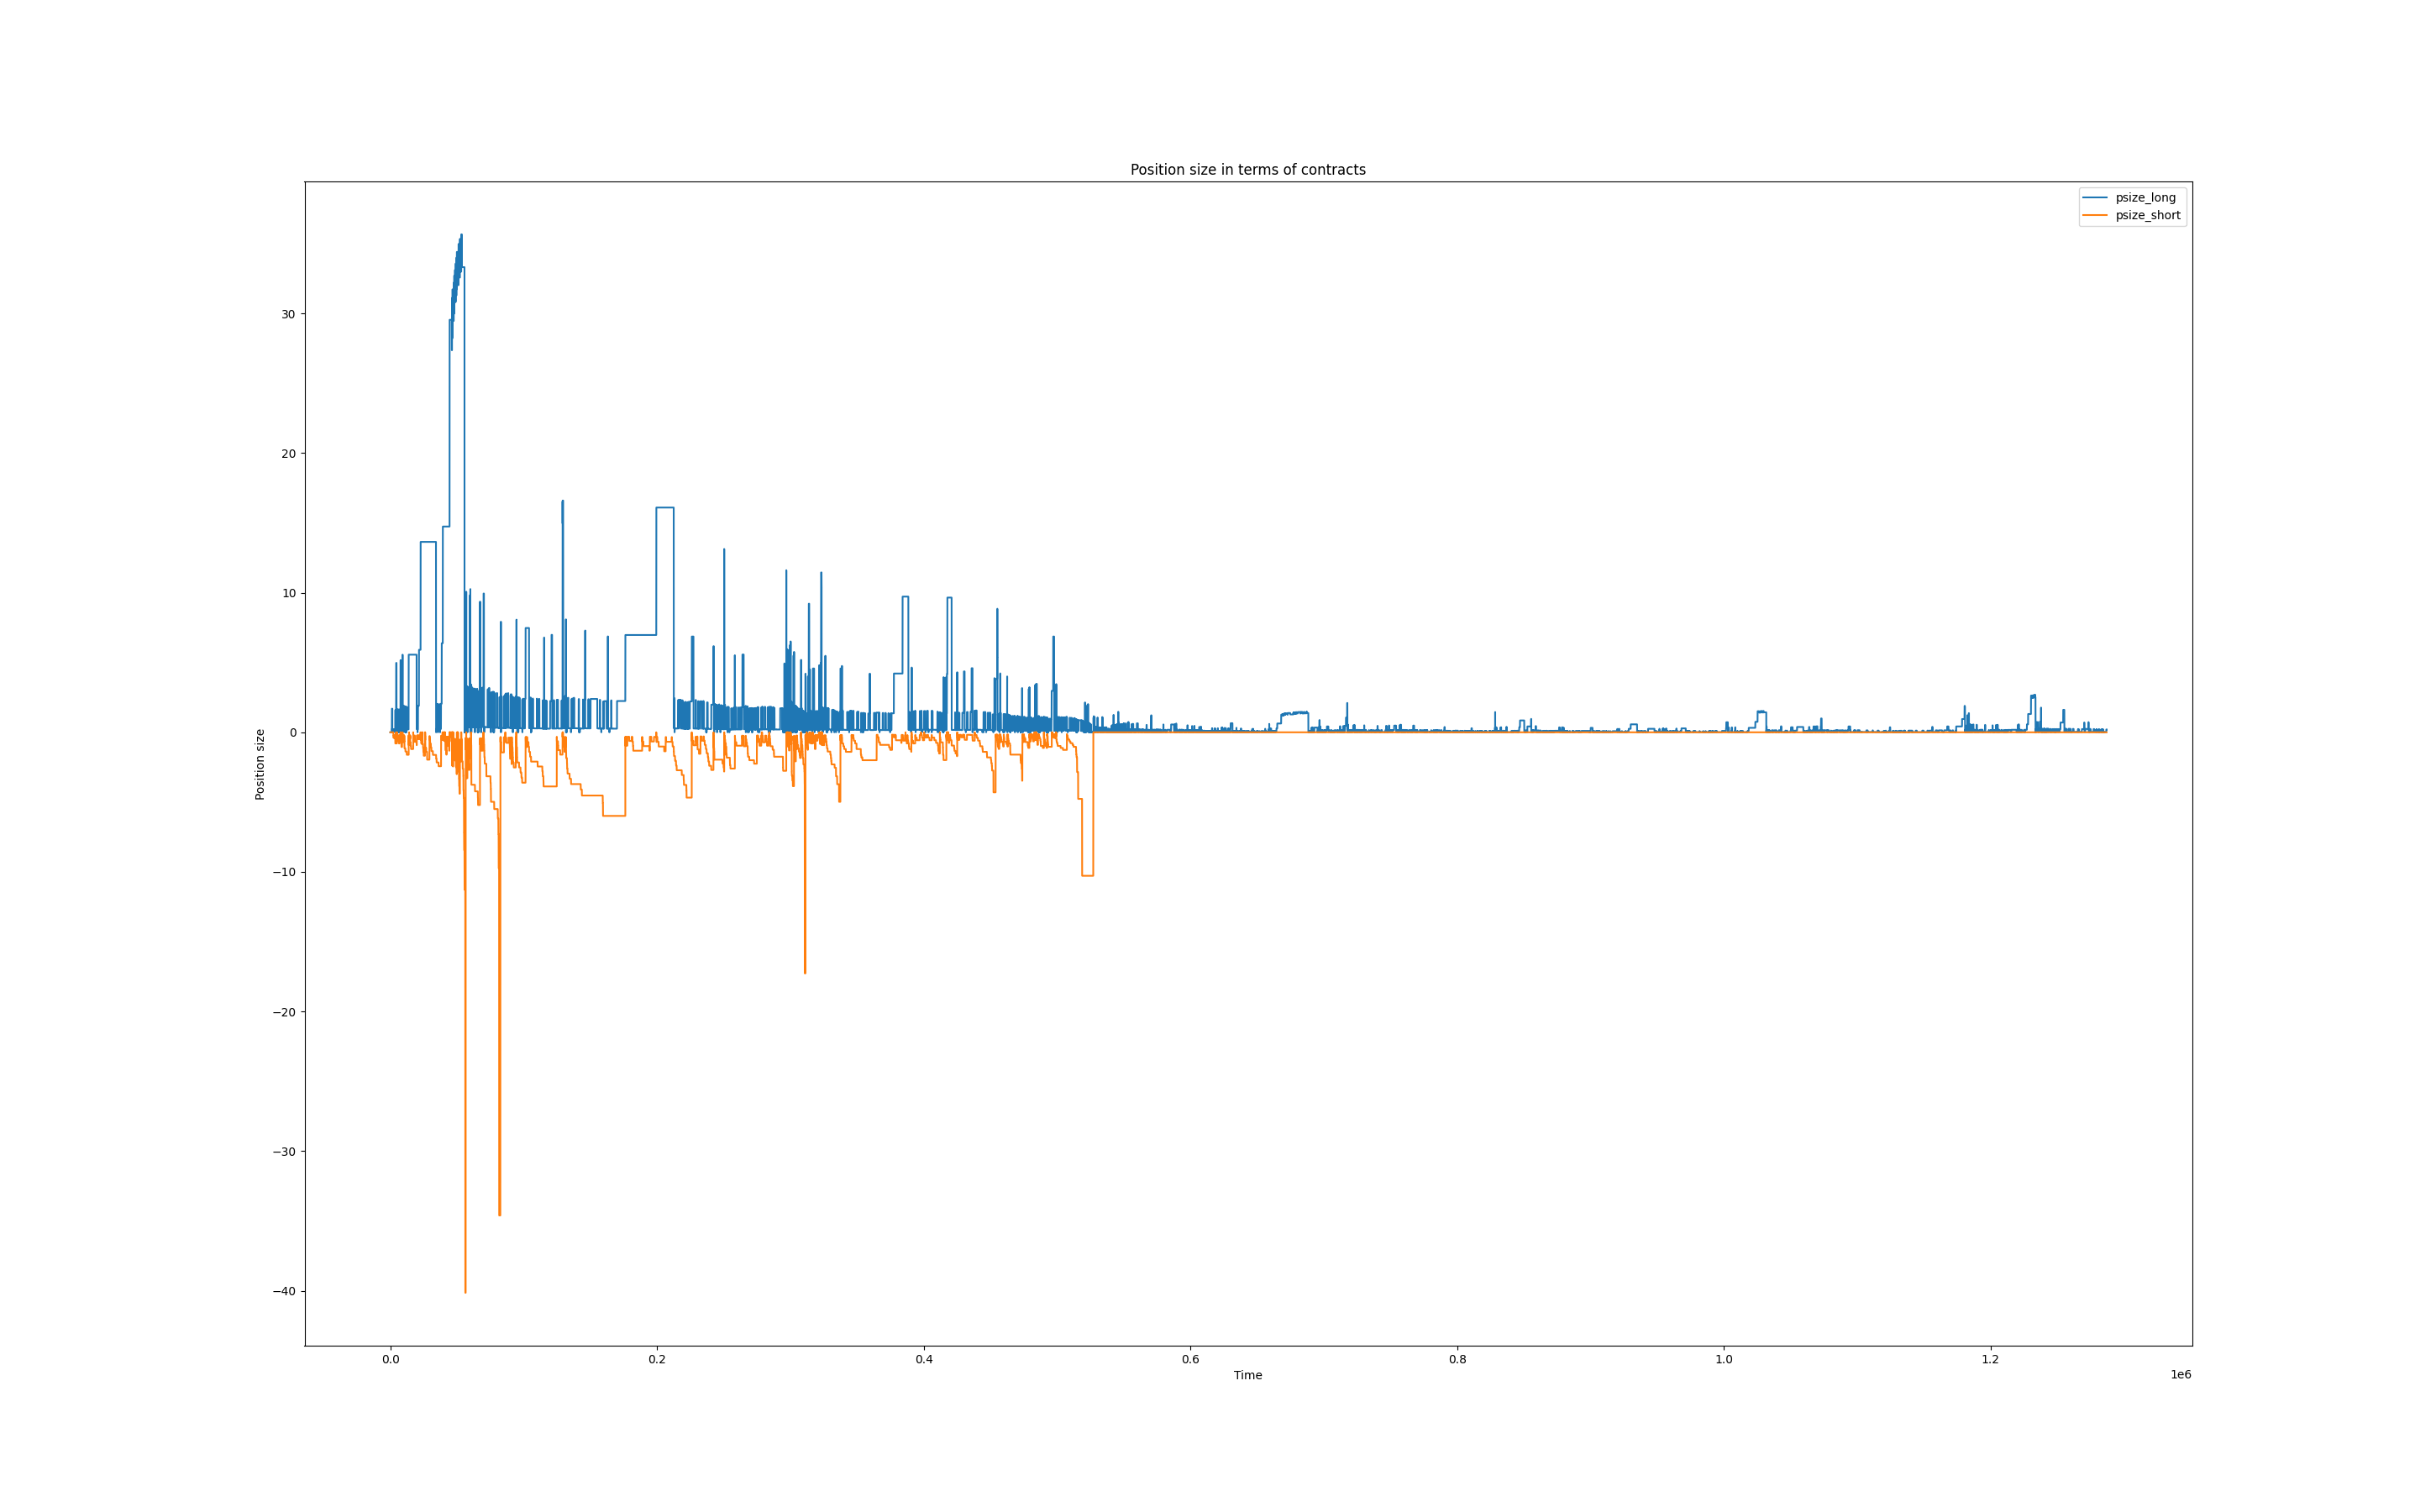 Position size in terms of contracts
psize_long
psize_short
Position size
30
20
10
0
−10
−20
−30
−40
0.0 0.2 0.4 0.6 0.8 1.0 1.2
Time
1e6